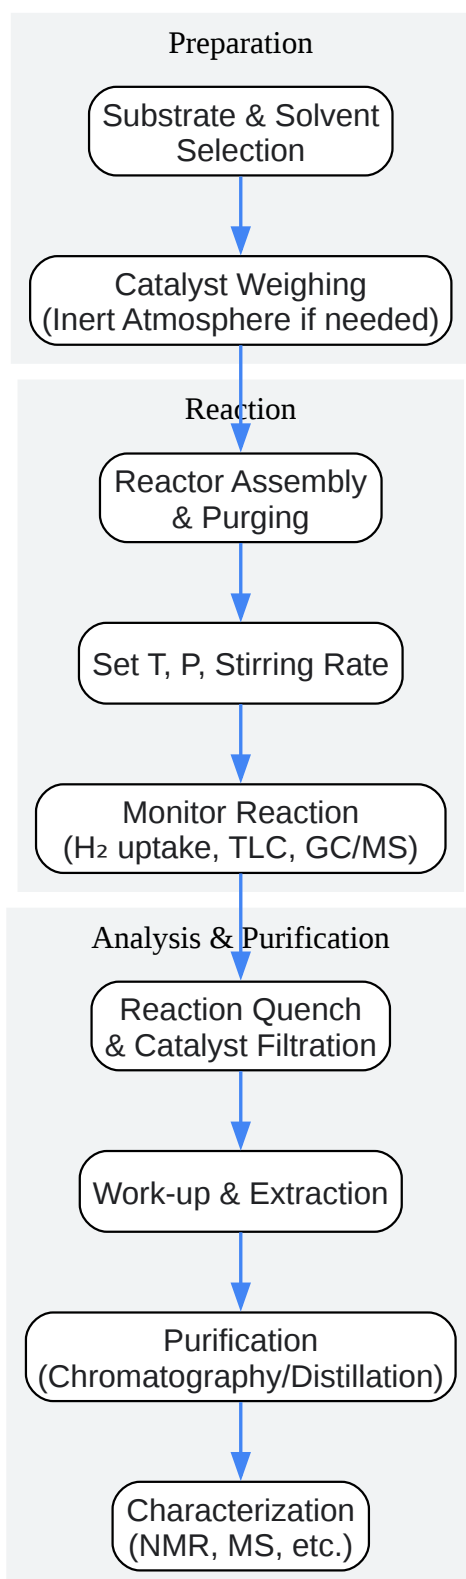 Preparation
Substrate & Solvent
Selection
Catalyst Weighing
(Inert Atmosphere if needed)
Reaction
Reactor Assembly
& Purging
Set T, P, Stirring Rate
Monitor Reaction
(H₂ uptake, TLC, GC/MS)
Analysis & Purification
Reaction Quench
& Catalyst Filtration
Work-up & Extraction
Purification
(Chromatography/Distillation)
Characterization
(NMR, MS, etc.)